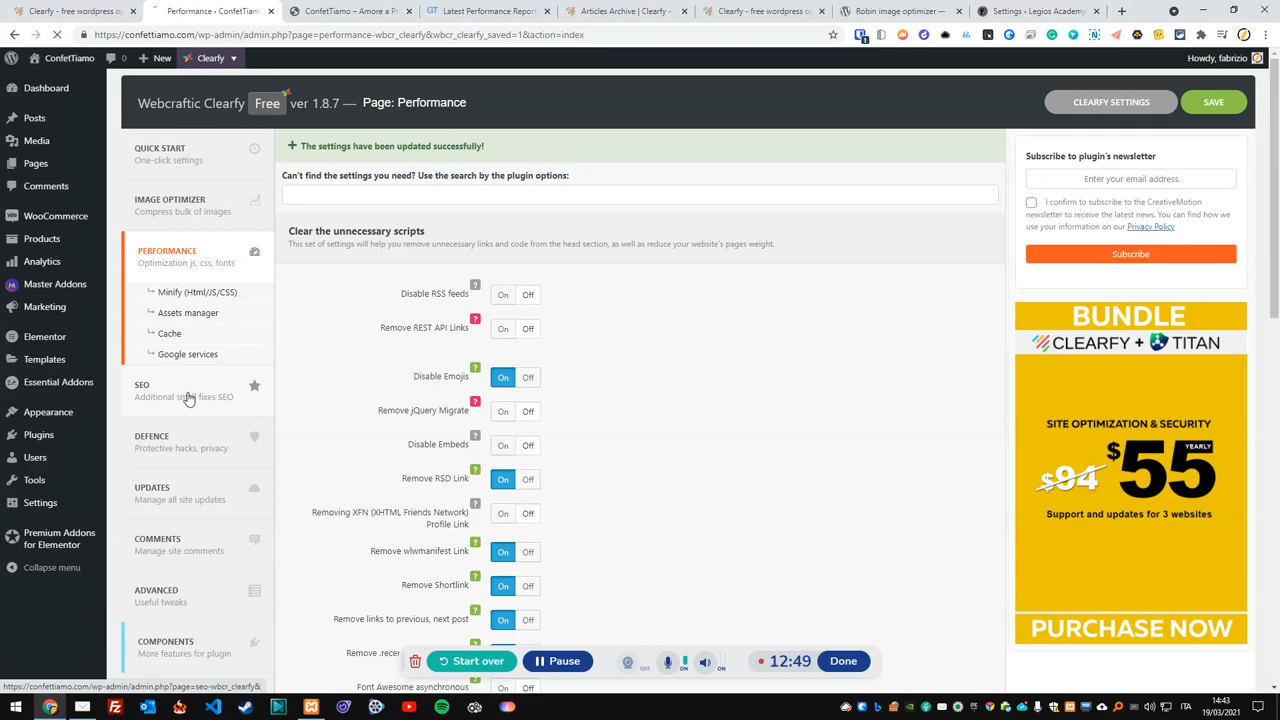 Performance - Wp-admin/adm
ConfetTiamo – Amore a P
Latest Performance Report
Articles Archive | Clearfy
Clearfy - free wordpress o
Robin image optimizer —
Settings ‹ Legios Academy
https://confettiamo.com/wp-admin/admin.php?page=performance-wbcr_clearfy&wbcr_clearfy_saved=1&action=index
ConfetTiamo 0 New Clearfy Howdy, fabrizio
Webcraftic Clearfy Free ver 1.8.7 — Page: Performance
CLEARFY SETTINGS SAVE
Dashboard
Posts
Media
Pages
Comments
WooCommerce
Products
Analytics
Master Addons
Marketing
Elementor
Templates
Essential Addons
Appearance
Plugins
Users
Tools
Settings
Premium Addons
for Elementor
Collapse menu
QUICK START
One-click settings
IMAGE OPTIMIZER
Compress bulk of images
PERFORMANCE
Optimization js, css, fonts
Minify (Html/JS/CSS)
Assets manager
Cache
Google services
SEO
Additional sm fixes SEO
DEFENCE
Protective hacks, privacy
UPDATES
Manage all site updates
COMMENTS
Manage site comments
ADVANCED
Useful tweaks
COMPONENTS
More features for plugin
The settings have been updated successfully!
Can't find the settings you need? Use the search by the plugin options:
Clear the unnecessary scripts
This set of settings will help you remove unnecessary links and code from the head section, as well as reduce your website's pages weight.
Disable RSS feeds ? On Off
Remove REST API Links ? On Off
Disable Emojis ? On Off
Remove jQuery Migrate ? On Off
Disable Embeds ? On Off
Remove RSD Link ? On Off
Removing XFN (XHTML Friends Network)
Profile Link ? On Off
Remove wlwmanifest Link ? On Off
Remove Shortlink ? On Off
Remove links to previous, next post ? On Off
Remove .recen
Font Awesome asynchronous On Off
Subscribe to plugin's newsletter
Enter your email address
I confirm to subscribe to the CreativeMotion
newsletter to receive the latest news. You can find how we
use your information on our Privacy Policy
Subscribe
BUNDLE
CLEARFY + TITAN
SITE OPTIMIZATION & SECURITY
$94 $55 YEARLY
Support and updates for 3 websites
PURCHASE NOW
Start over Pause OFF ON ON 12:49 Done
https://confettiamo.com/wp-admin/admin.php?page=seo-wbcr_clearfy&
ITA
14:43
19/03/2021